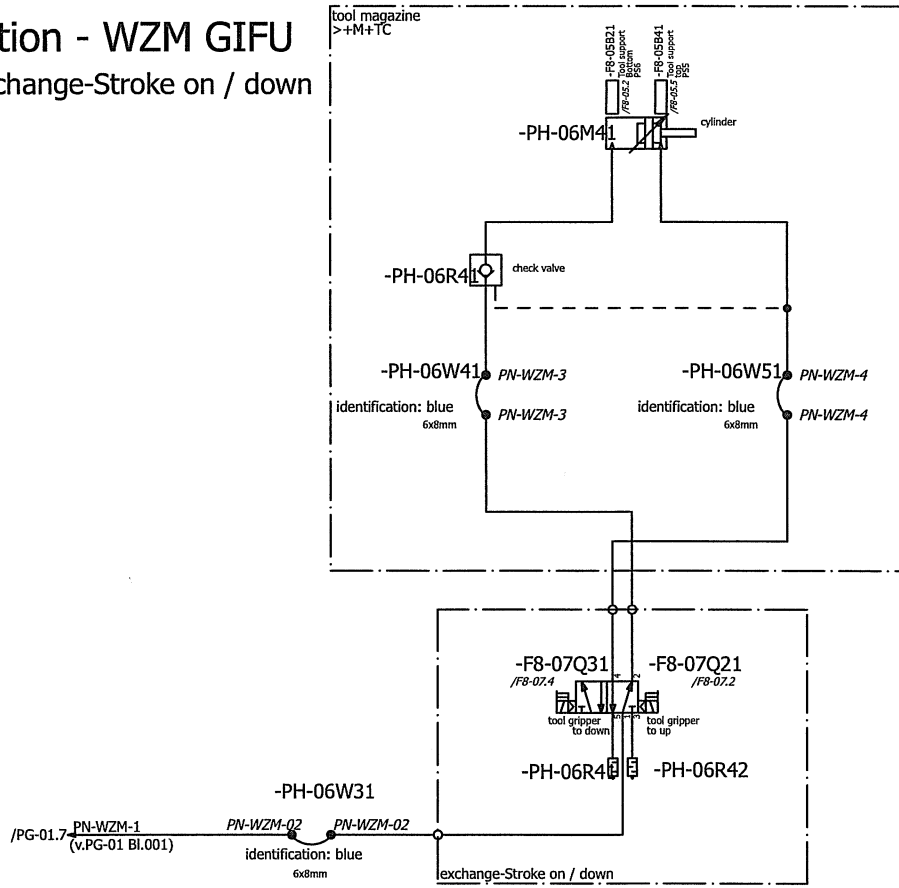 tion - WZM GIFU
change-Stroke on / down
tool magazine
>+M+TC
-F8-05B21
/F8-05.2 Tool support
Bottom
PS6
-F8-05B41
/F8-05.5 Tool support
top
PS5
-PH-06M41
cylinder
-PH-06R41
check valve
-PH-06W41
PN-WZM-3
identification: blue
PN-WZM-3
6x8mm
-PH-06W51
PN-WZM-4
identification: blue
PN-WZM-4
6x8mm
-F8-07Q31
4
2
-F8-07Q21
/F8-07.4
/F8-07.2
tool gripper
to down
5
1
3
tool gripper
to up
-PH-06R41
-PH-06R42
-PH-06W31
/PG-01.7
PN-WZM-1
PN-WZM-02
PN-WZM-02
(v.PG-01 Bl.001)
identification: blue
6x8mm
exchange-Stroke on / down